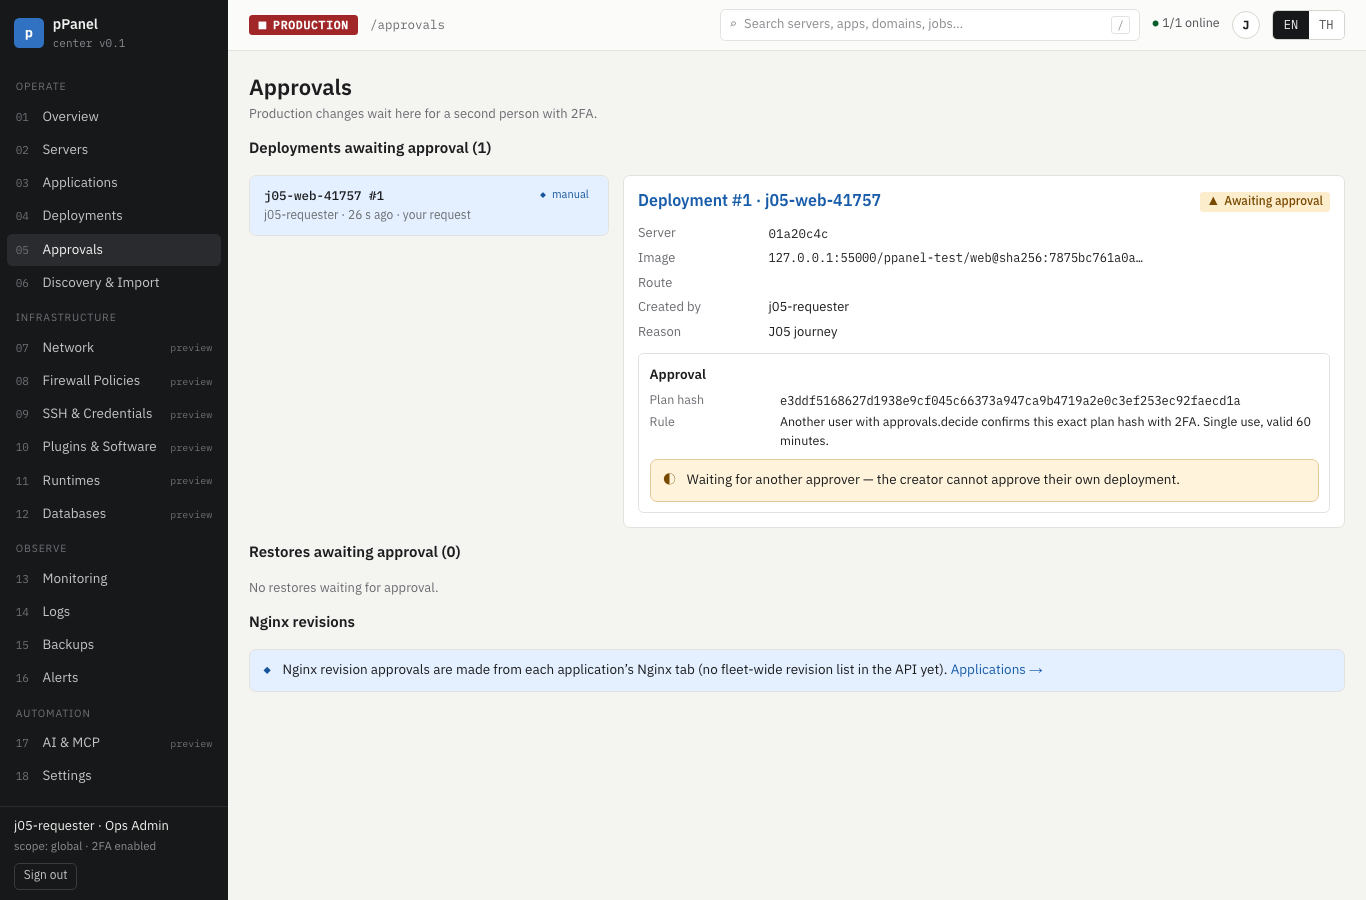 p
pPanel
center v0.1
OPERATE
01 Overview
02 Servers
03 Applications
04 Deployments
05 Approvals
06 Discovery & Import
INFRASTRUCTURE
07 Network preview
08 Firewall Policies preview
09 SSH & Credentials preview
10 Plugins & Software preview
11 Runtimes preview
12 Databases preview
OBSERVE
13 Monitoring
14 Logs
15 Backups
16 Alerts
AUTOMATION
17 AI & MCP preview
18 Settings
j05-requester · Ops Admin
scope: global · 2FA enabled
Sign out
■ PRODUCTION /approvals
Search servers, apps, domains, jobs... /
● 1/1 online
J
EN TH
Approvals
Production changes wait here for a second person with 2FA.
Deployments awaiting approval (1)
j05-web-41757 #1 ◆ manual
j05-requester · 26 s ago · your request
Deployment #1 · j05-web-41757 ▲ Awaiting approval
Server 01a20c4c
Image 127.0.0.1:55000/ppanel-test/web@sha256:7875bc761a0a…
Route
Created by j05-requester
Reason J05 journey
Approval
Plan hash e3ddf5168627d1938e9cf045c66373a947ca9b4719a2e0c3ef253ec92faecd1a
Rule Another user with approvals.decide confirms this exact plan hash with 2FA. Single use, valid 60
minutes.
◐ Waiting for another approver — the creator cannot approve their own deployment.
Restores awaiting approval (0)
No restores waiting for approval.
Nginx revisions
◆ Nginx revision approvals are made from each application’s Nginx tab (no fleet-wide revision list in the API yet). Applications →